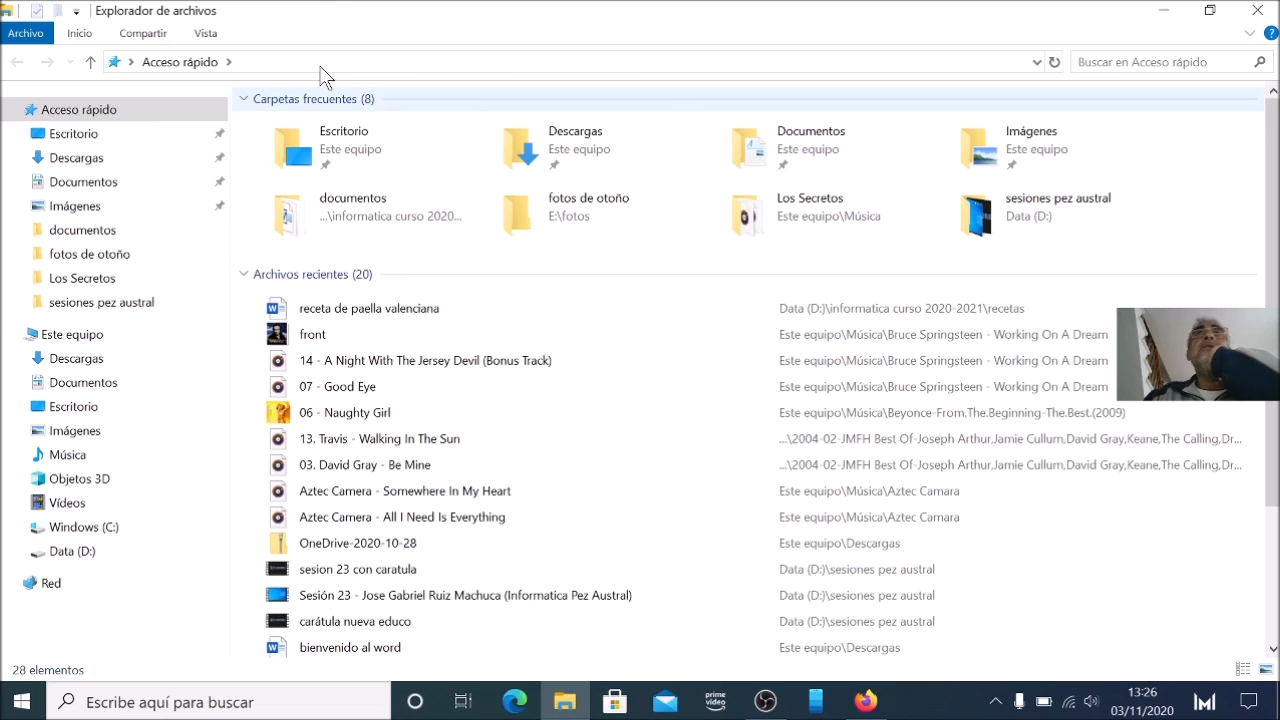 Explorador de archivos
Archivo Inicio Compartir Vista
Acceso rápido
Buscar en Acceso rápido
Acceso rápido
Escritorio
Descargas
Documentos
Imágenes
documentos
fotos de otoño
Los Secretos
sesiones pez austral
Este equipo
Descargas
Documentos
Escritorio
Imágenes
Música
Objetos 3D
Vídeos
Windows (C:)
Data (D:)
Red
Carpetas frecuentes (8)
Escritorio
Este equipo
Descargas
Este equipo
Documentos
Este equipo
Imágenes
Este equipo
documentos
...\informatica curso 2020...
fotos de otoño
E:\fotos
Los Secretos
Este equipo\Música
sesiones pez austral
Data (D:)
Archivos recientes (20)
receta de paella valenciana Data (D:)\informatica curso 2020-2021\recetas
front Este equipo\Música\Bruce Springsteen - Working On A Dream
14 - A Night With The Jersey Devil (Bonus Track) Este equipo\Música\Bruce Springsteen - Working On A Dream
07 - Good Eye Este equipo\Música\Bruce Springsteen - Working On A Dream
06 - Naughty Girl Este equipo\Música\Beyonce-From.The.Beginning-The.Best.(2009)
13. Travis - Walking In The Sun ...\2004-02-JMFH Best Of-Joseph Arthur,Jamie Cullum,David Gray,Keane,The Calling,Dr...
03. David Gray - Be Mine ...\2004-02-JMFH Best Of-Joseph Arthur,Jamie Cullum,David Gray,Keane,The Calling,Dr...
Aztec Camera - Somewhere In My Heart Este equipo\Música\Aztec Camara
Aztec Camera - All I Need Is Everything Este equipo\Música\Aztec Camara
OneDrive-2020-10-28 Este equipo\Descargas
sesion 23 con caratula Data (D:)\sesiones pez austral
Sesión 23 - Jose Gabriel Ruiz Machuca (Informatica Pez Austral) Data (D:)\sesiones pez austral
carátula nueva educo Data (D:)\sesiones pez austral
bienvenido al word Este equipo\Descargas
28 elementos
Escribe aquí para buscar
prime video
13:26
03/11/2020